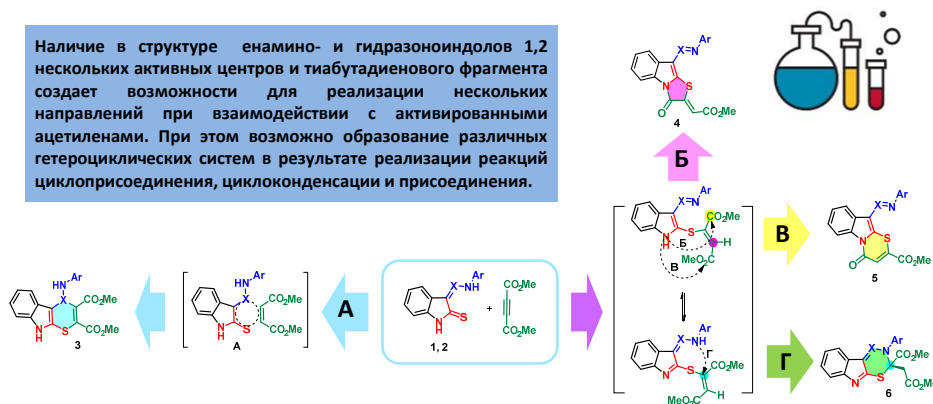 Наличие в структуре енамино- и гидразоноиндолов 1,2
нескольких активных центров и тиабутадиенового фрагмента
создает возможности для реализации нескольких
направлений при взаимодействии с активированными
ацетиленами. При этом возможно образование различных
гетероциклических систем в результате реализации реакций
циклоприсоединения, циклоконденсации и присоединения.
Ar
X=N
N
S
O
CO2Me
4
Б
Ar
X=N
CO2Me
S
N
H
Б
H
В
MeO2C
В
Ar
X=N
N
S
O
CO2Me
5
Ar
HN
X
CO2Me
N
H
S
CO2Me
3
Ar
HN
X
CO2Me
N
H
S
CO2Me
А
А
Ar
X-NH
S
N
H
1, 2
+
CO2Me
CO2Me
Ar
X-NH
Г
CO2Me
N
S
MeO2C
H
Г
Ar
X
N
CO2Me
N
S
CO2Me
6